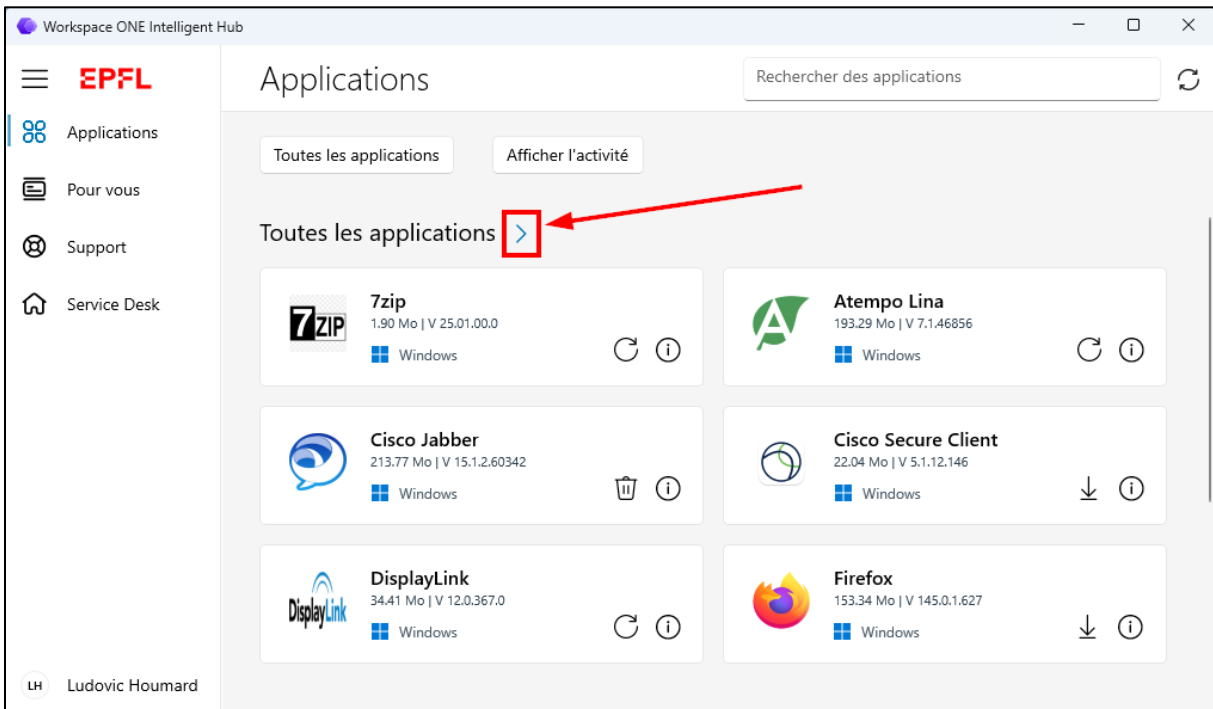 Workspace ONE Intelligent Hub
EPFL
Applications
Rechercher des applications
Applications
Pour vous
Support
Service Desk
Toutes les applications
Afficher l'activité
Toutes les applications
7ZIP
7zip
1.90 Mo | V 25.01.00.0
Windows
A
Atempo Lina
193.29 Mo | V 7.1.46856
Windows
Cisco Jabber
213.77 Mo | V 15.1.2.60342
Windows
Cisco Secure Client
22.04 Mo | V 5.1.12.146
Windows
DisplayLink
DisplayLink
34.41 Mo | V 12.0.367.0
Windows
Firefox
153.34 Mo | V 145.0.1.627
Windows
LH
Ludovic Houmard